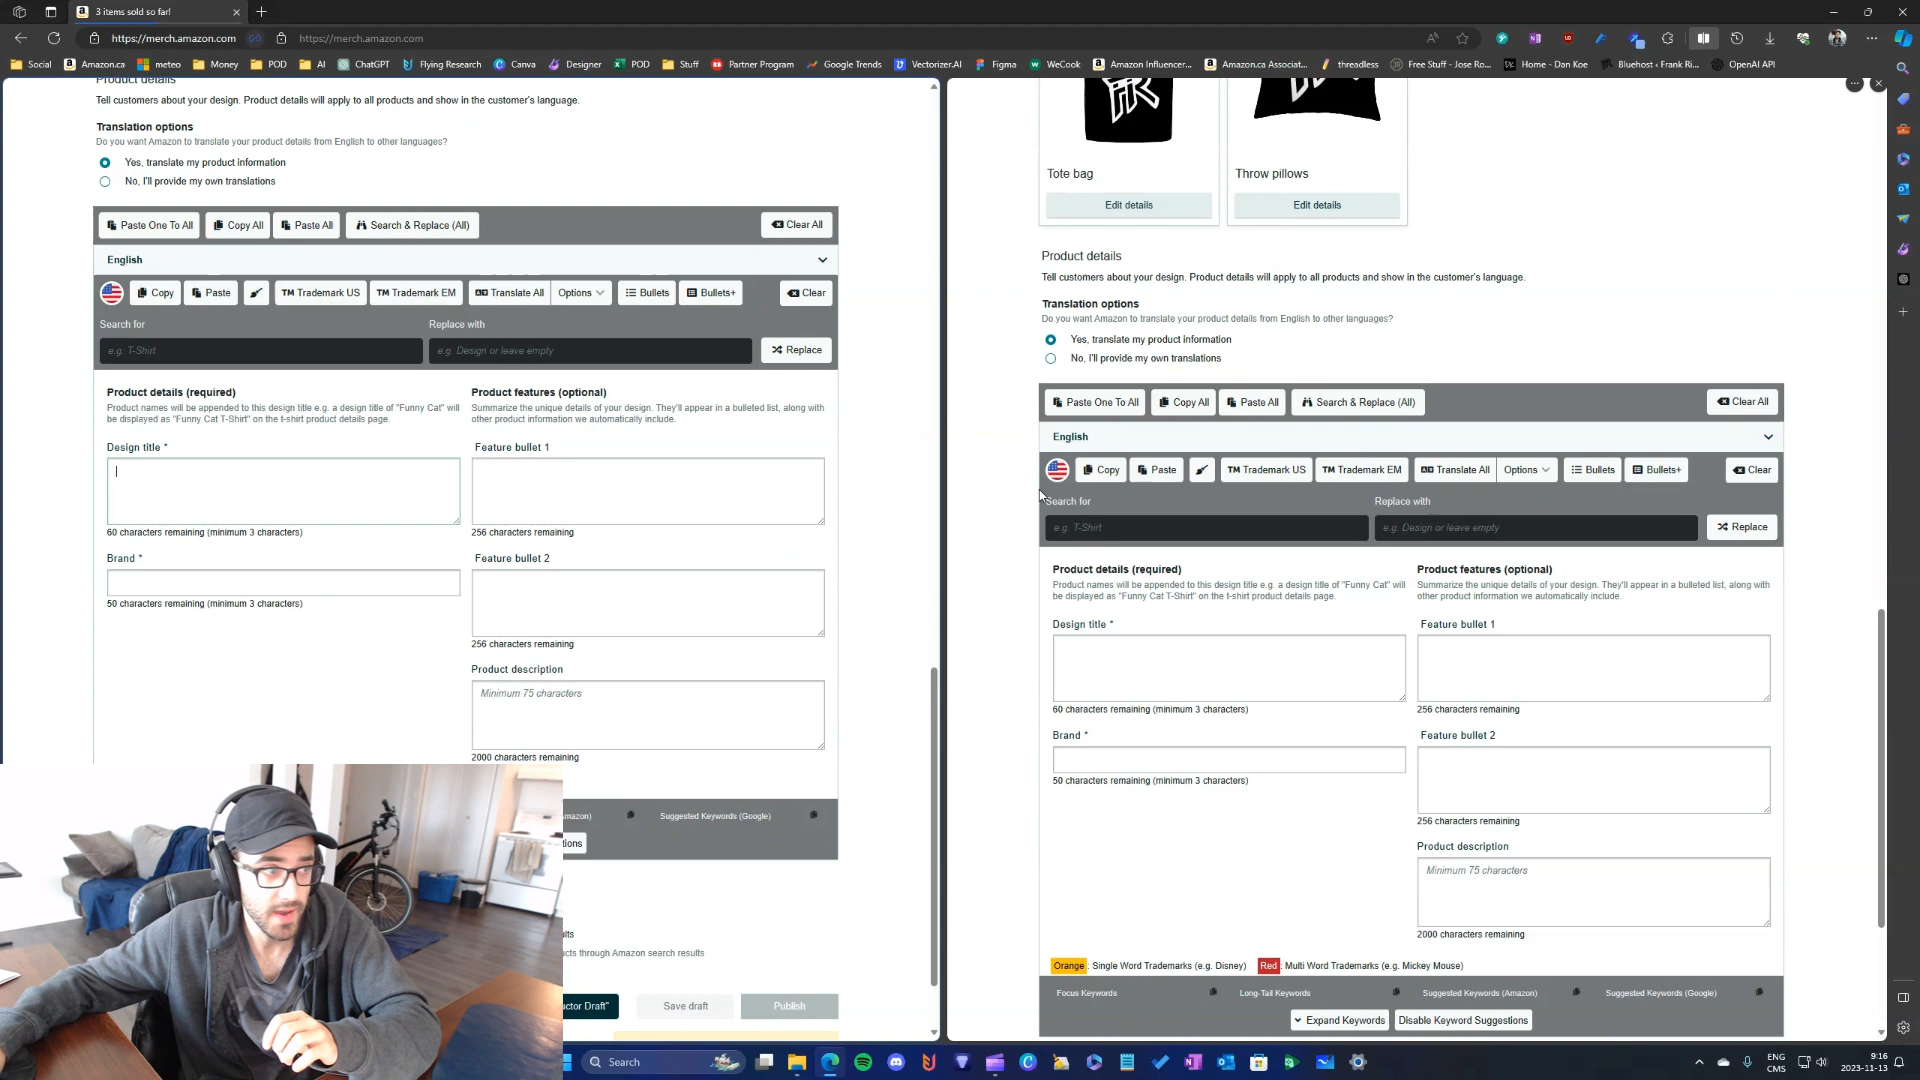 3 items sold so far!
https://merch.amazon.com
https://merch.amazon.com
Social
Amazon.ca
meteo
Money
POD
AI
ChatGPT
Flying Research
Canva
Designer
POD
Stuff
Partner Program
Google Trends
Vectorizer.AI
Figma
WeCook
Amazon Influencer...
Amazon.ca Associat...
threadless
Free Stuff - Jose Ro...
Home - Dan Koe
Bluehost ‹ Frank Ri...
OpenAI API
Product details
Tell customers about your design. Product details will apply to all products and show in the customer's language.
Translation options
Do you want Amazon to translate your product details from English to other languages?
Yes, translate my product information
No, I'll provide my own translations
Paste One To All
Copy All
Paste All
Search & Replace (All)
Clear All
English
Copy
Paste
TM Trademark US
TM Trademark EM
Translate All
Options
Bullets
Bullets+
Clear
Search for
Replace with
e.g. T-Shirt
e.g. Design or leave empty
Replace
Product details (required)
Product features (optional)
Product names will be appended to this design title e.g. a design title of "Funny Cat" will
be displayed as "Funny Cat T-Shirt" on the t-shirt product details page.
Summarize the unique details of your design. They'll appear in a bulleted list, along with
other product information we automatically include.
Design title *
Feature bullet 1
60 characters remaining (minimum 3 characters)
256 characters remaining
Brand *
Feature bullet 2
50 characters remaining (minimum 3 characters)
256 characters remaining
Product description
Minimum 75 characters
2000 characters remaining
mazon)
Suggested Keywords (Google)
tions
ults
ucts through Amazon search results
ctor Draft"
Save draft
Publish
Tote bag
Throw pillows
Edit details
Edit details
Product details
Tell customers about your design. Product details will apply to all products and show in the customer's language.
Translation options
Do you want Amazon to translate your product details from English to other languages?
Yes, translate my product information
No, I'll provide my own translations
Paste One To All
Copy All
Paste All
Search & Replace (All)
Clear All
English
Copy
Paste
TM Trademark US
TM Trademark EM
Translate All
Options
Bullets
Bullets+
Clear
Search for
Replace with
e.g. T-Shirt
e.g. Design or leave empty
Replace
Product details (required)
Product features (optional)
Product names will be appended to this design title e.g. a design title of "Funny Cat" will
be displayed as "Funny Cat T-Shirt" on the t-shirt product details page.
Summarize the unique details of your design. They'll appear in a bulleted list, along with
other product information we automatically include.
Design title *
Feature bullet 1
60 characters remaining (minimum 3 characters)
256 characters remaining
Brand *
Feature bullet 2
50 characters remaining (minimum 3 characters)
256 characters remaining
Product description
Minimum 75 characters
2000 characters remaining
Orange : Single Word Trademarks (e.g. Disney)
Red : Multi Word Trademarks (e.g. Mickey Mouse)
Focus Keywords
Long-Tail Keywords
Suggested Keywords (Amazon)
Suggested Keywords (Google)
Expand Keywords
Disable Keyword Suggestions
Search
ENG
CMS
9:16
2023-11-13